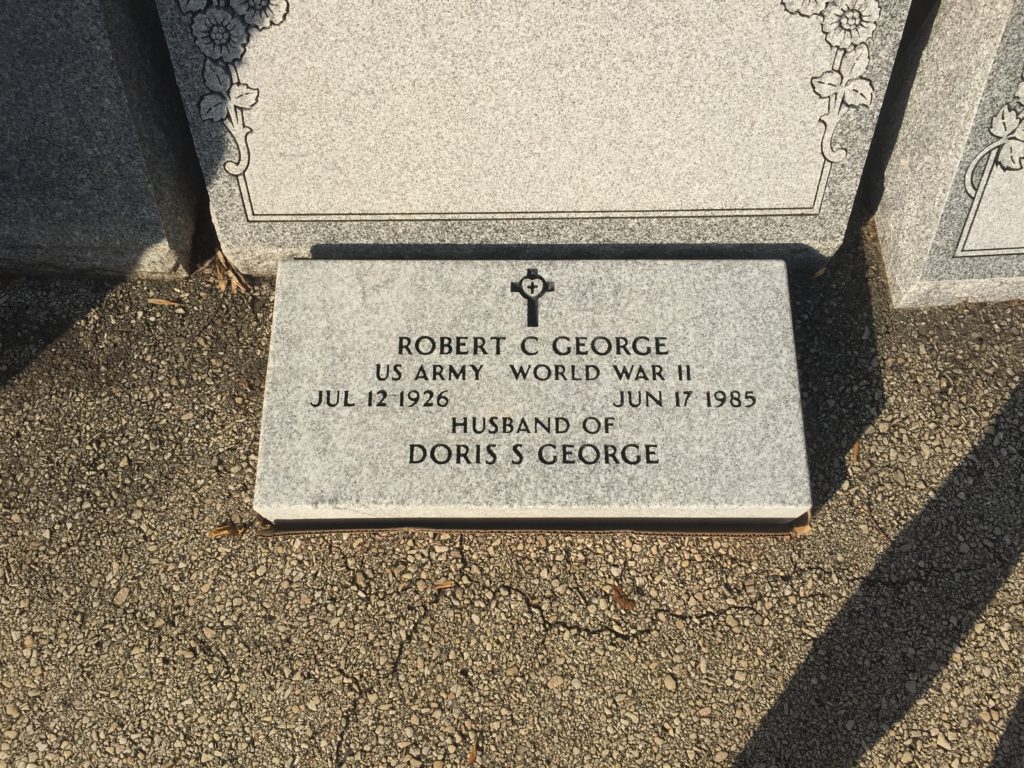 ROBERT C GEORGE
US ARMY WORLD WAR II
JUL 12 1926 JUN 17 1985
HUSBAND OF
DORIS S GEORGE